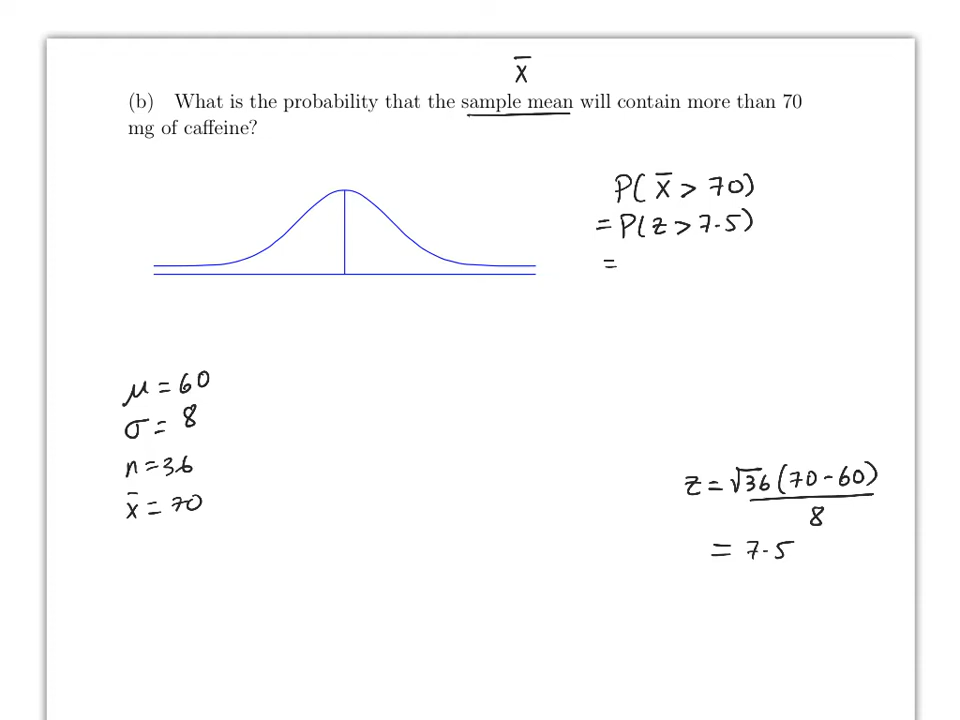 x̄
(b) What is the probability that the sample mean will contain more than 70
mg of caffeine?
P( x̄ > 70)
= P(z > 7.5)
=
μ = 60
σ = 8
n = 36
x̄ = 70
z = √36 (70 - 60)
8
= 7.5